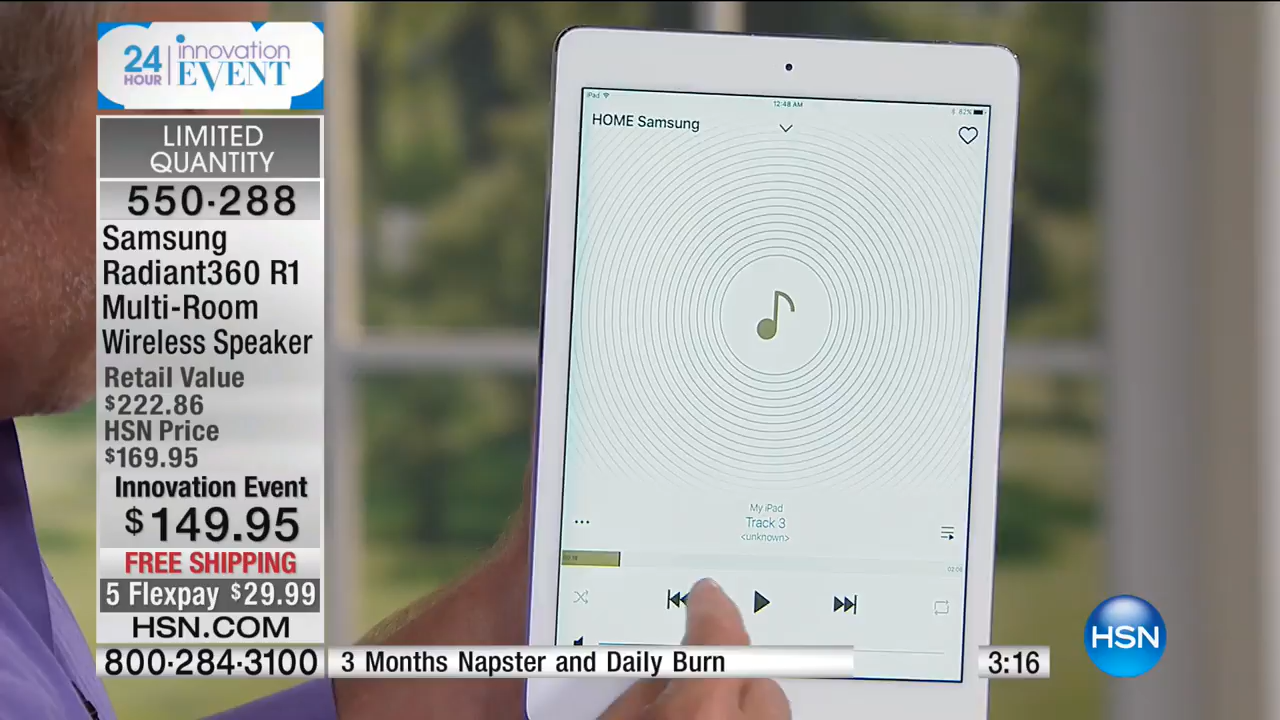 24
HOUR
innovation
EVENT
LIMITED
QUANTITY
550-288
Samsung
Radiant360 R1
Multi-Room
Wireless Speaker
Retail Value
$222.86
HSN Price
$169.95
Innovation Event
$149.95
FREE SHIPPING
5 Flexpay $29.99
HSN.COM
800-284-3100
3 Months Napster and Daily Burn
3:16
HSN
iPad
12:48 AM
82%
HOME Samsung
My iPad
Track 3
<unknown>